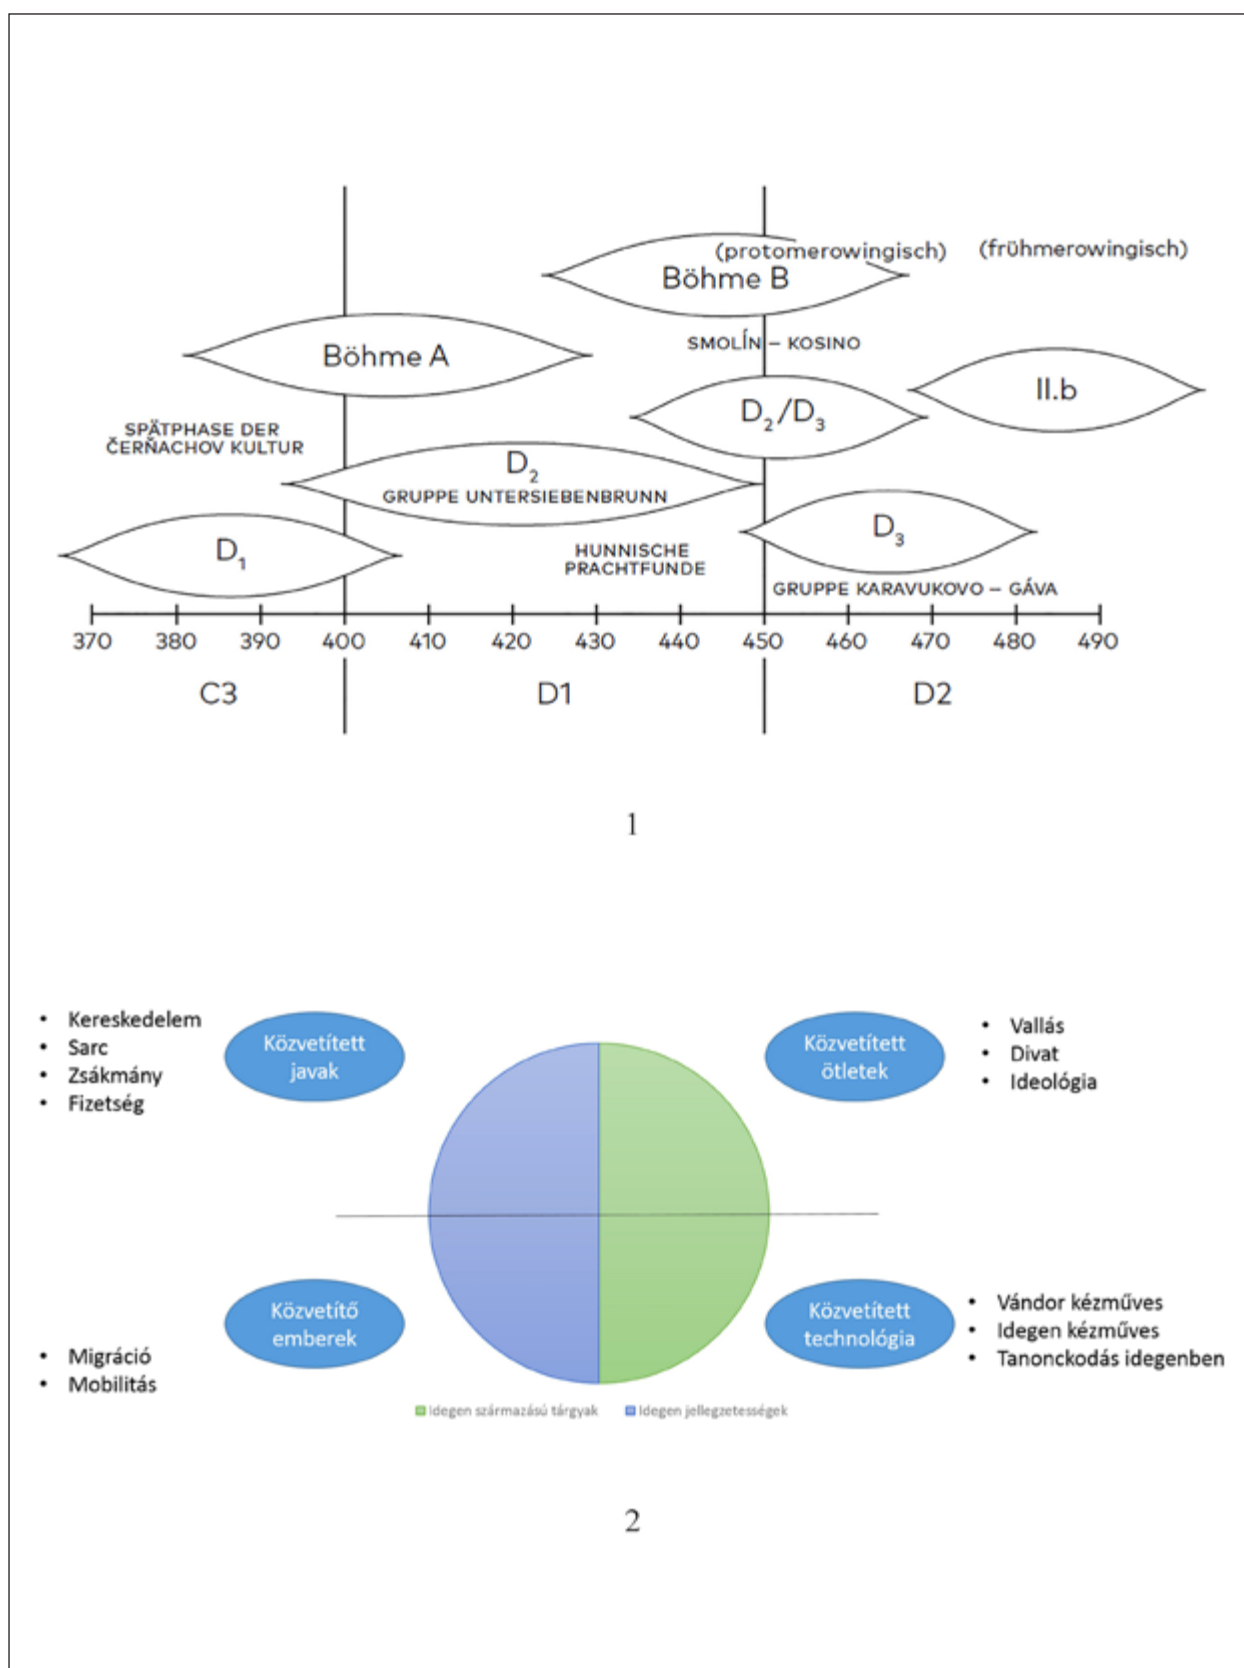 (protomerowingisch)
(frühmerowingisch)
Böhme B
SMOLÍN – KOSINO
Böhme A
II.b
D2/D3
SPÄTPHASE DER
ČERŇACHOV KULTUR
D2
GRUPPE UNTERSIEBENBRUNN
D3
D1
HUNNISCHE
PRACHTFUNDE
GRUPPE KARAVUKOVO – GÁVA
370 380 390 400 410 420 430 440 450 460 470 480 490
C3 D1 D2
1
• Kereskedelem
• Sarc
• Zsákmány
• Fizetség
Közvetített
javak
Közvetített
ötletek
• Vallás
• Divat
• Ideológia
Közvetítő
emberek
• Migráció
• Mobilitás
Közvetített
technológia
• Vándor kézműves
• Idegen kézműves
• Tanonckodás idegenben
Idegen származású tárgyak Idegen jellegzetességek
2